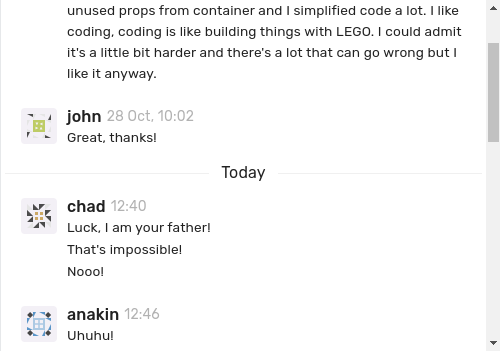 unused props from container and I simplified code a lot. I like
coding, coding is like building things with LEGO. I could admit
it's a little bit harder and there's a lot that can go wrong but I
like it anyway.
john 28 Oct, 10:02
Great, thanks!
Today
chad 12:40
Luck, I am your father!
That's impossible!
Nooo!
anakin 12:46
Uhuhu!